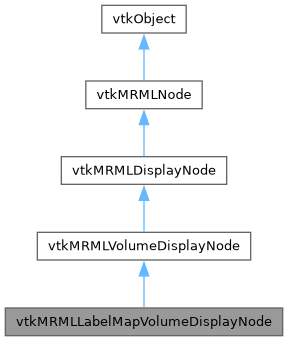 vtkObject
vtkMRMLNode
vtkMRMLDisplayNode
vtkMRMLVolumeDisplayNode
vtkMRMLLabelMapVolumeDisplayNode